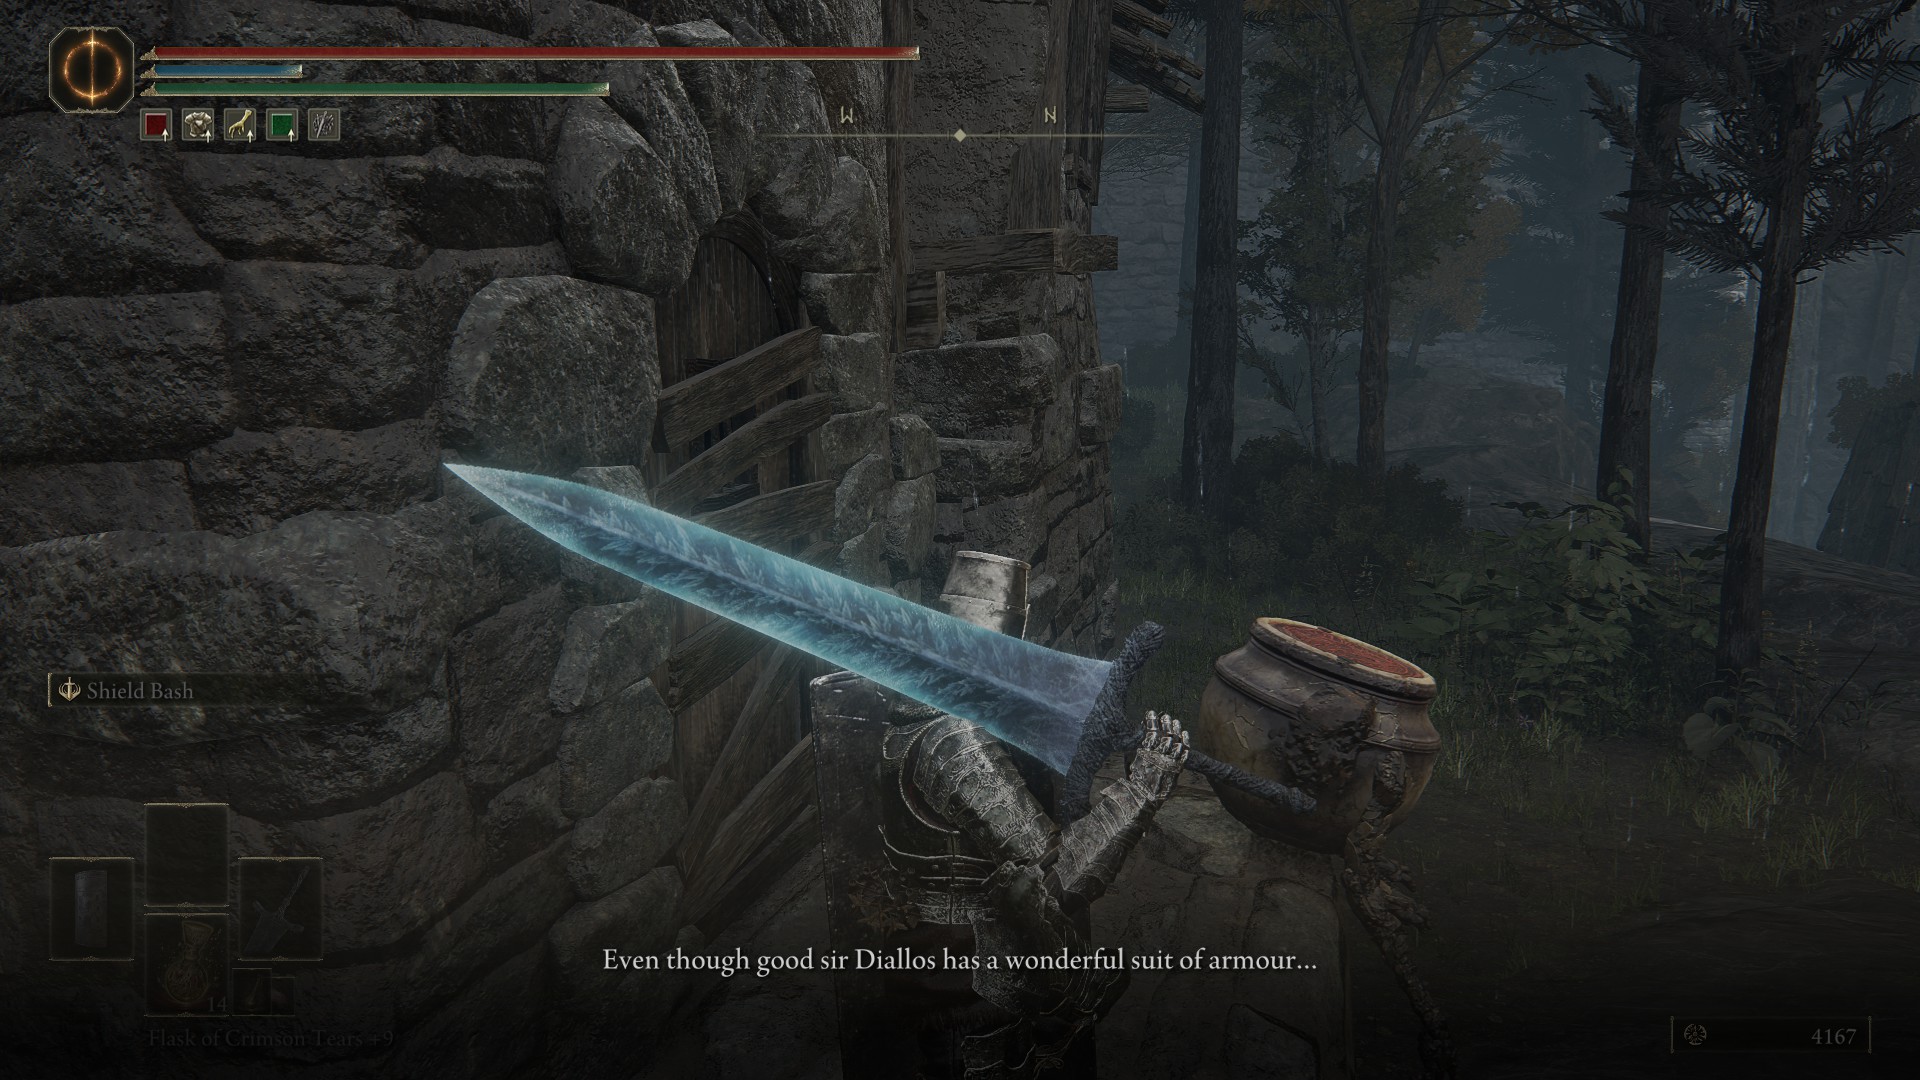 W
N
Shield Bash
Even though good sir Diallos has a wonderful suit of armour...
14
Flask of Crimson Tears +9
4167